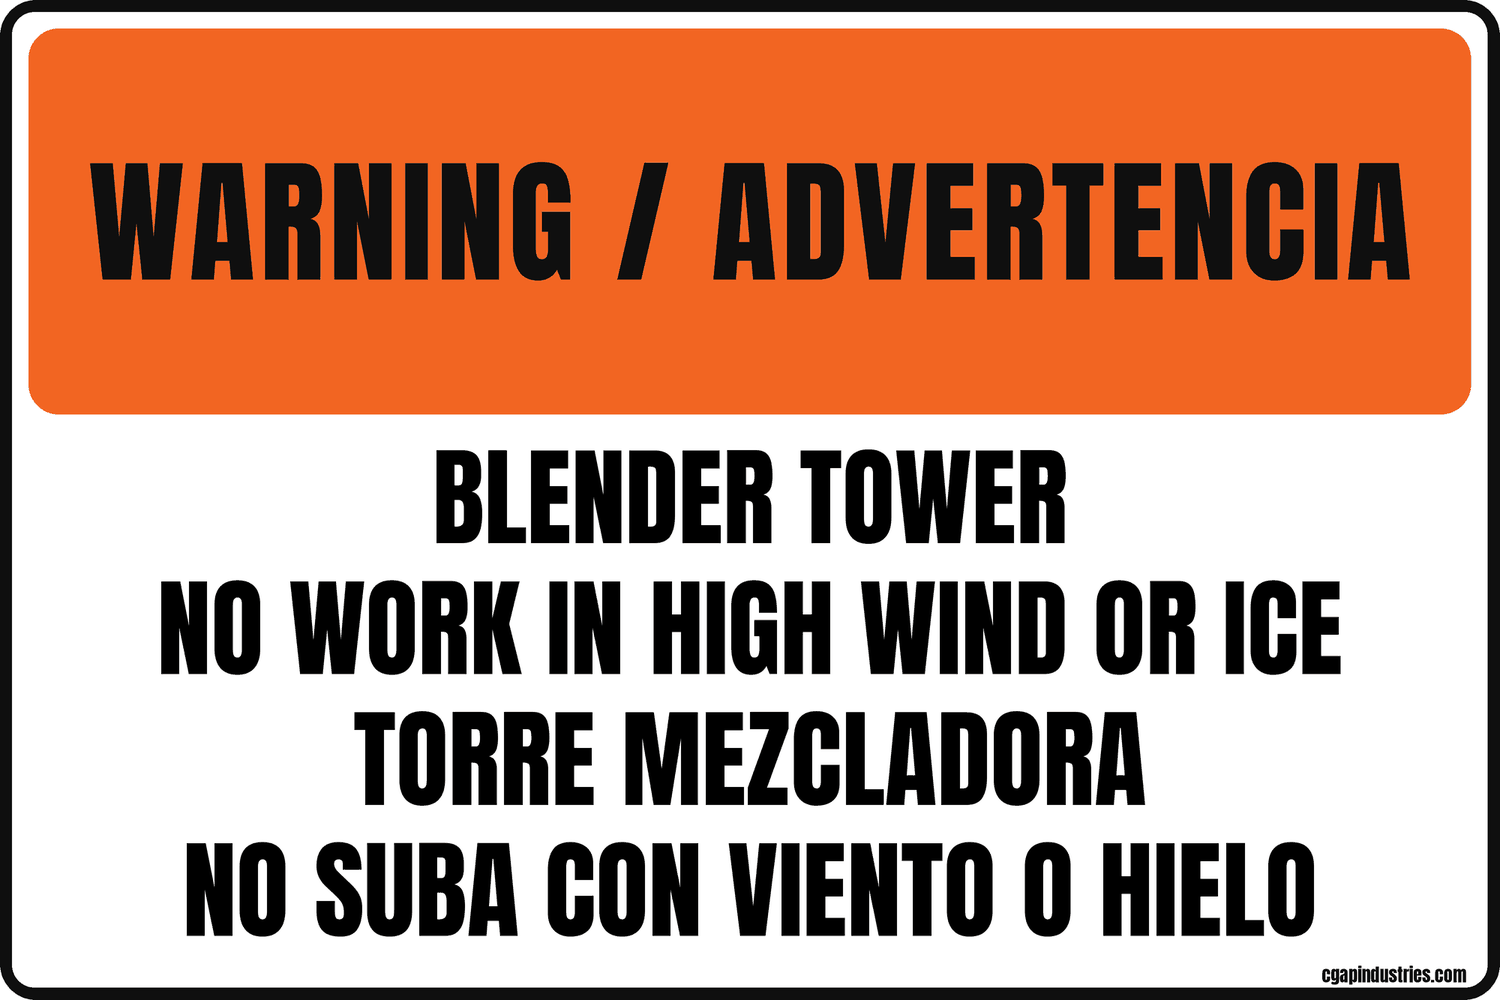 WARNING / ADVERTENCIA
BLENDER TOWER
NO WORK IN HIGH WIND OR ICE
TORRE MEZCLADORA
NO SUBA CON VIENTO O HIELO
cgapindustries.com